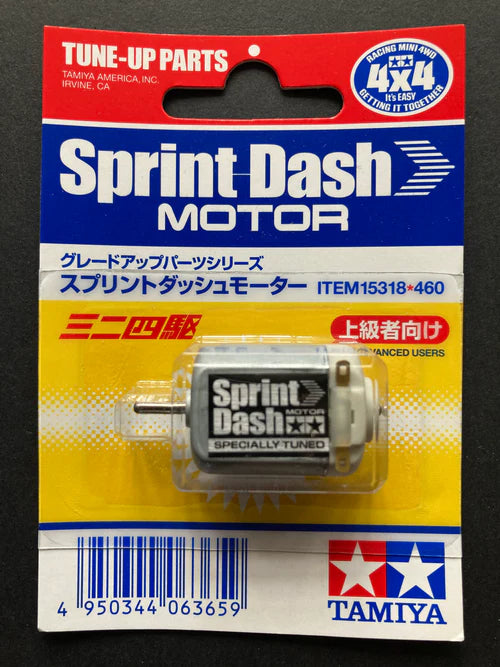 TUNE-UP PARTS
TAMIYA AMERICA, INC.
IRVINE, CA
RACING MINI 4WD
4x4
It's EASY
GETTING IT TOGETHER
Sprint Dash
MOTOR
グレードアップパーツシリーズ
スプリントダッシュモーター ITEM15318*460
三二四駆
上級者向け
ADVANCED USERS
Sprint
Dash MOTOR
SPECIALLY TUNED
4 950344 063659
TAMIYA